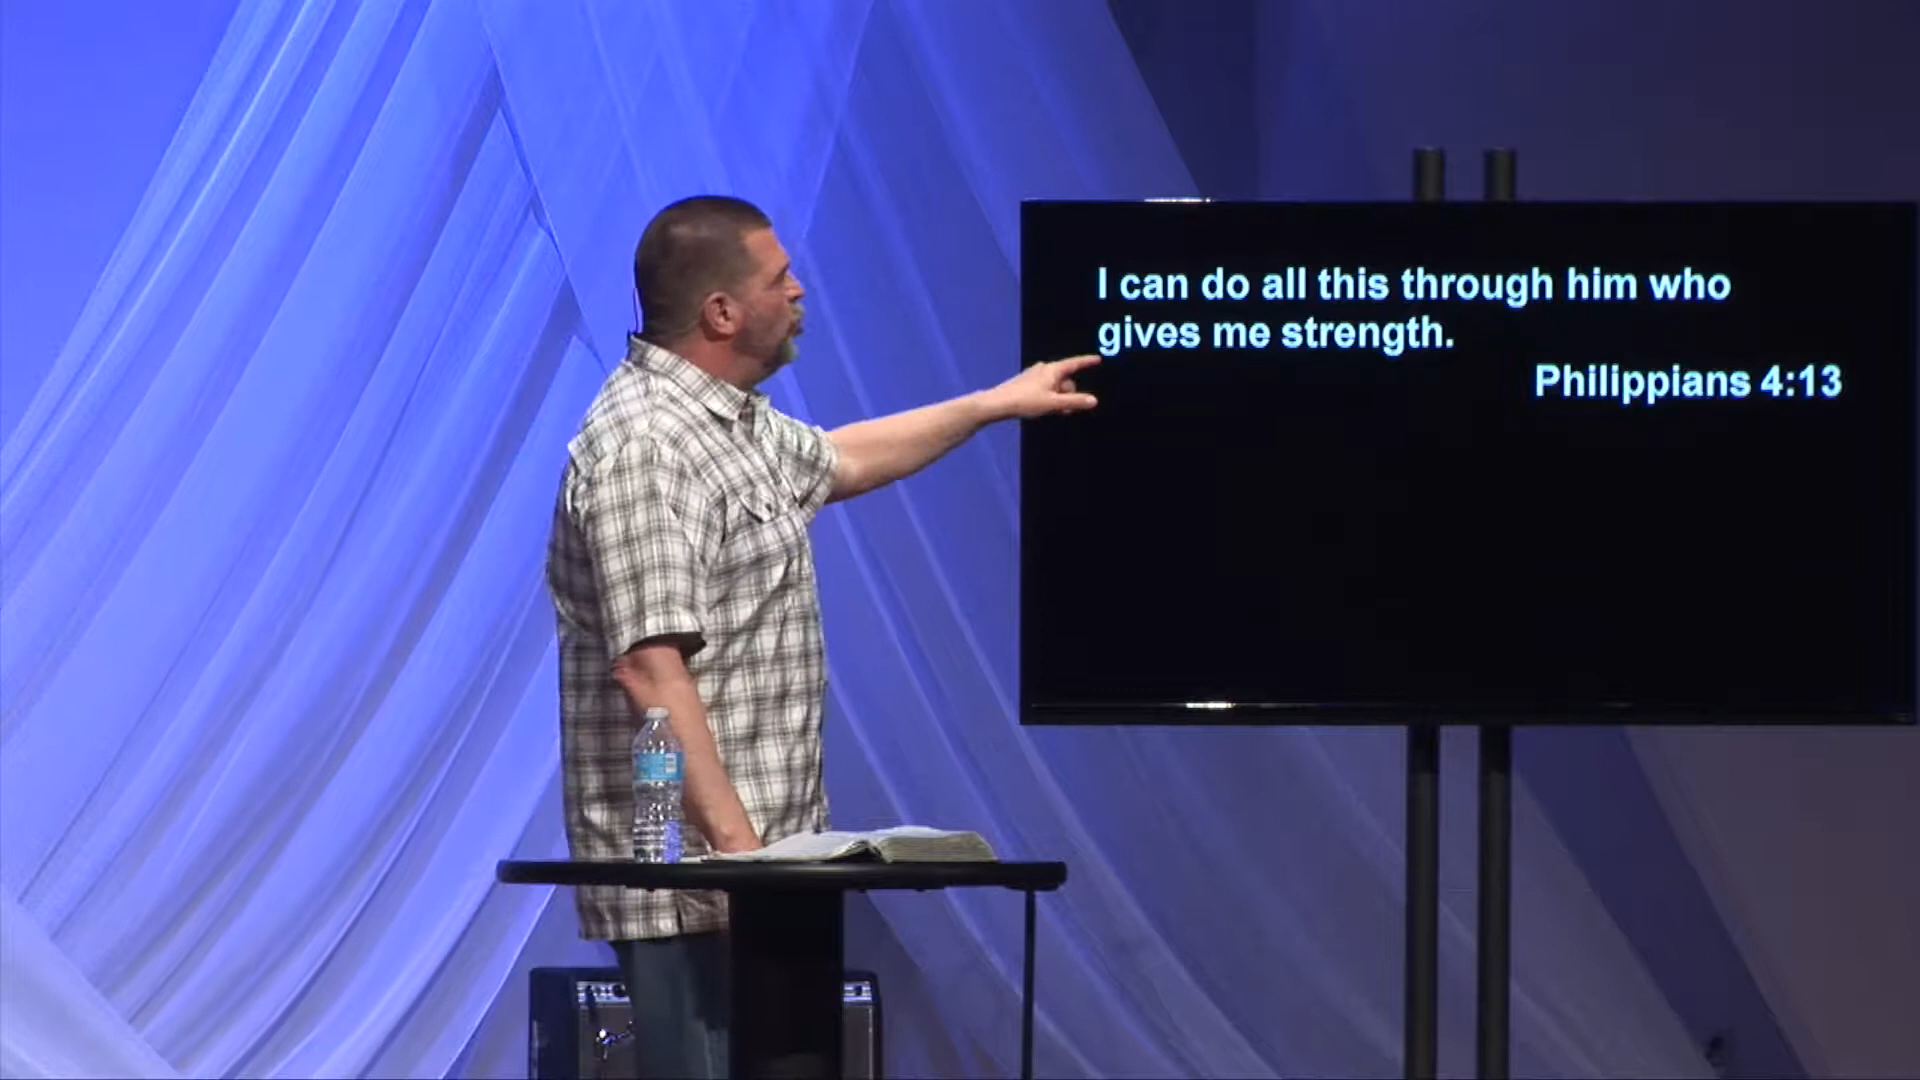 I can do all this through him who
gives me strength.
Philippians 4:13